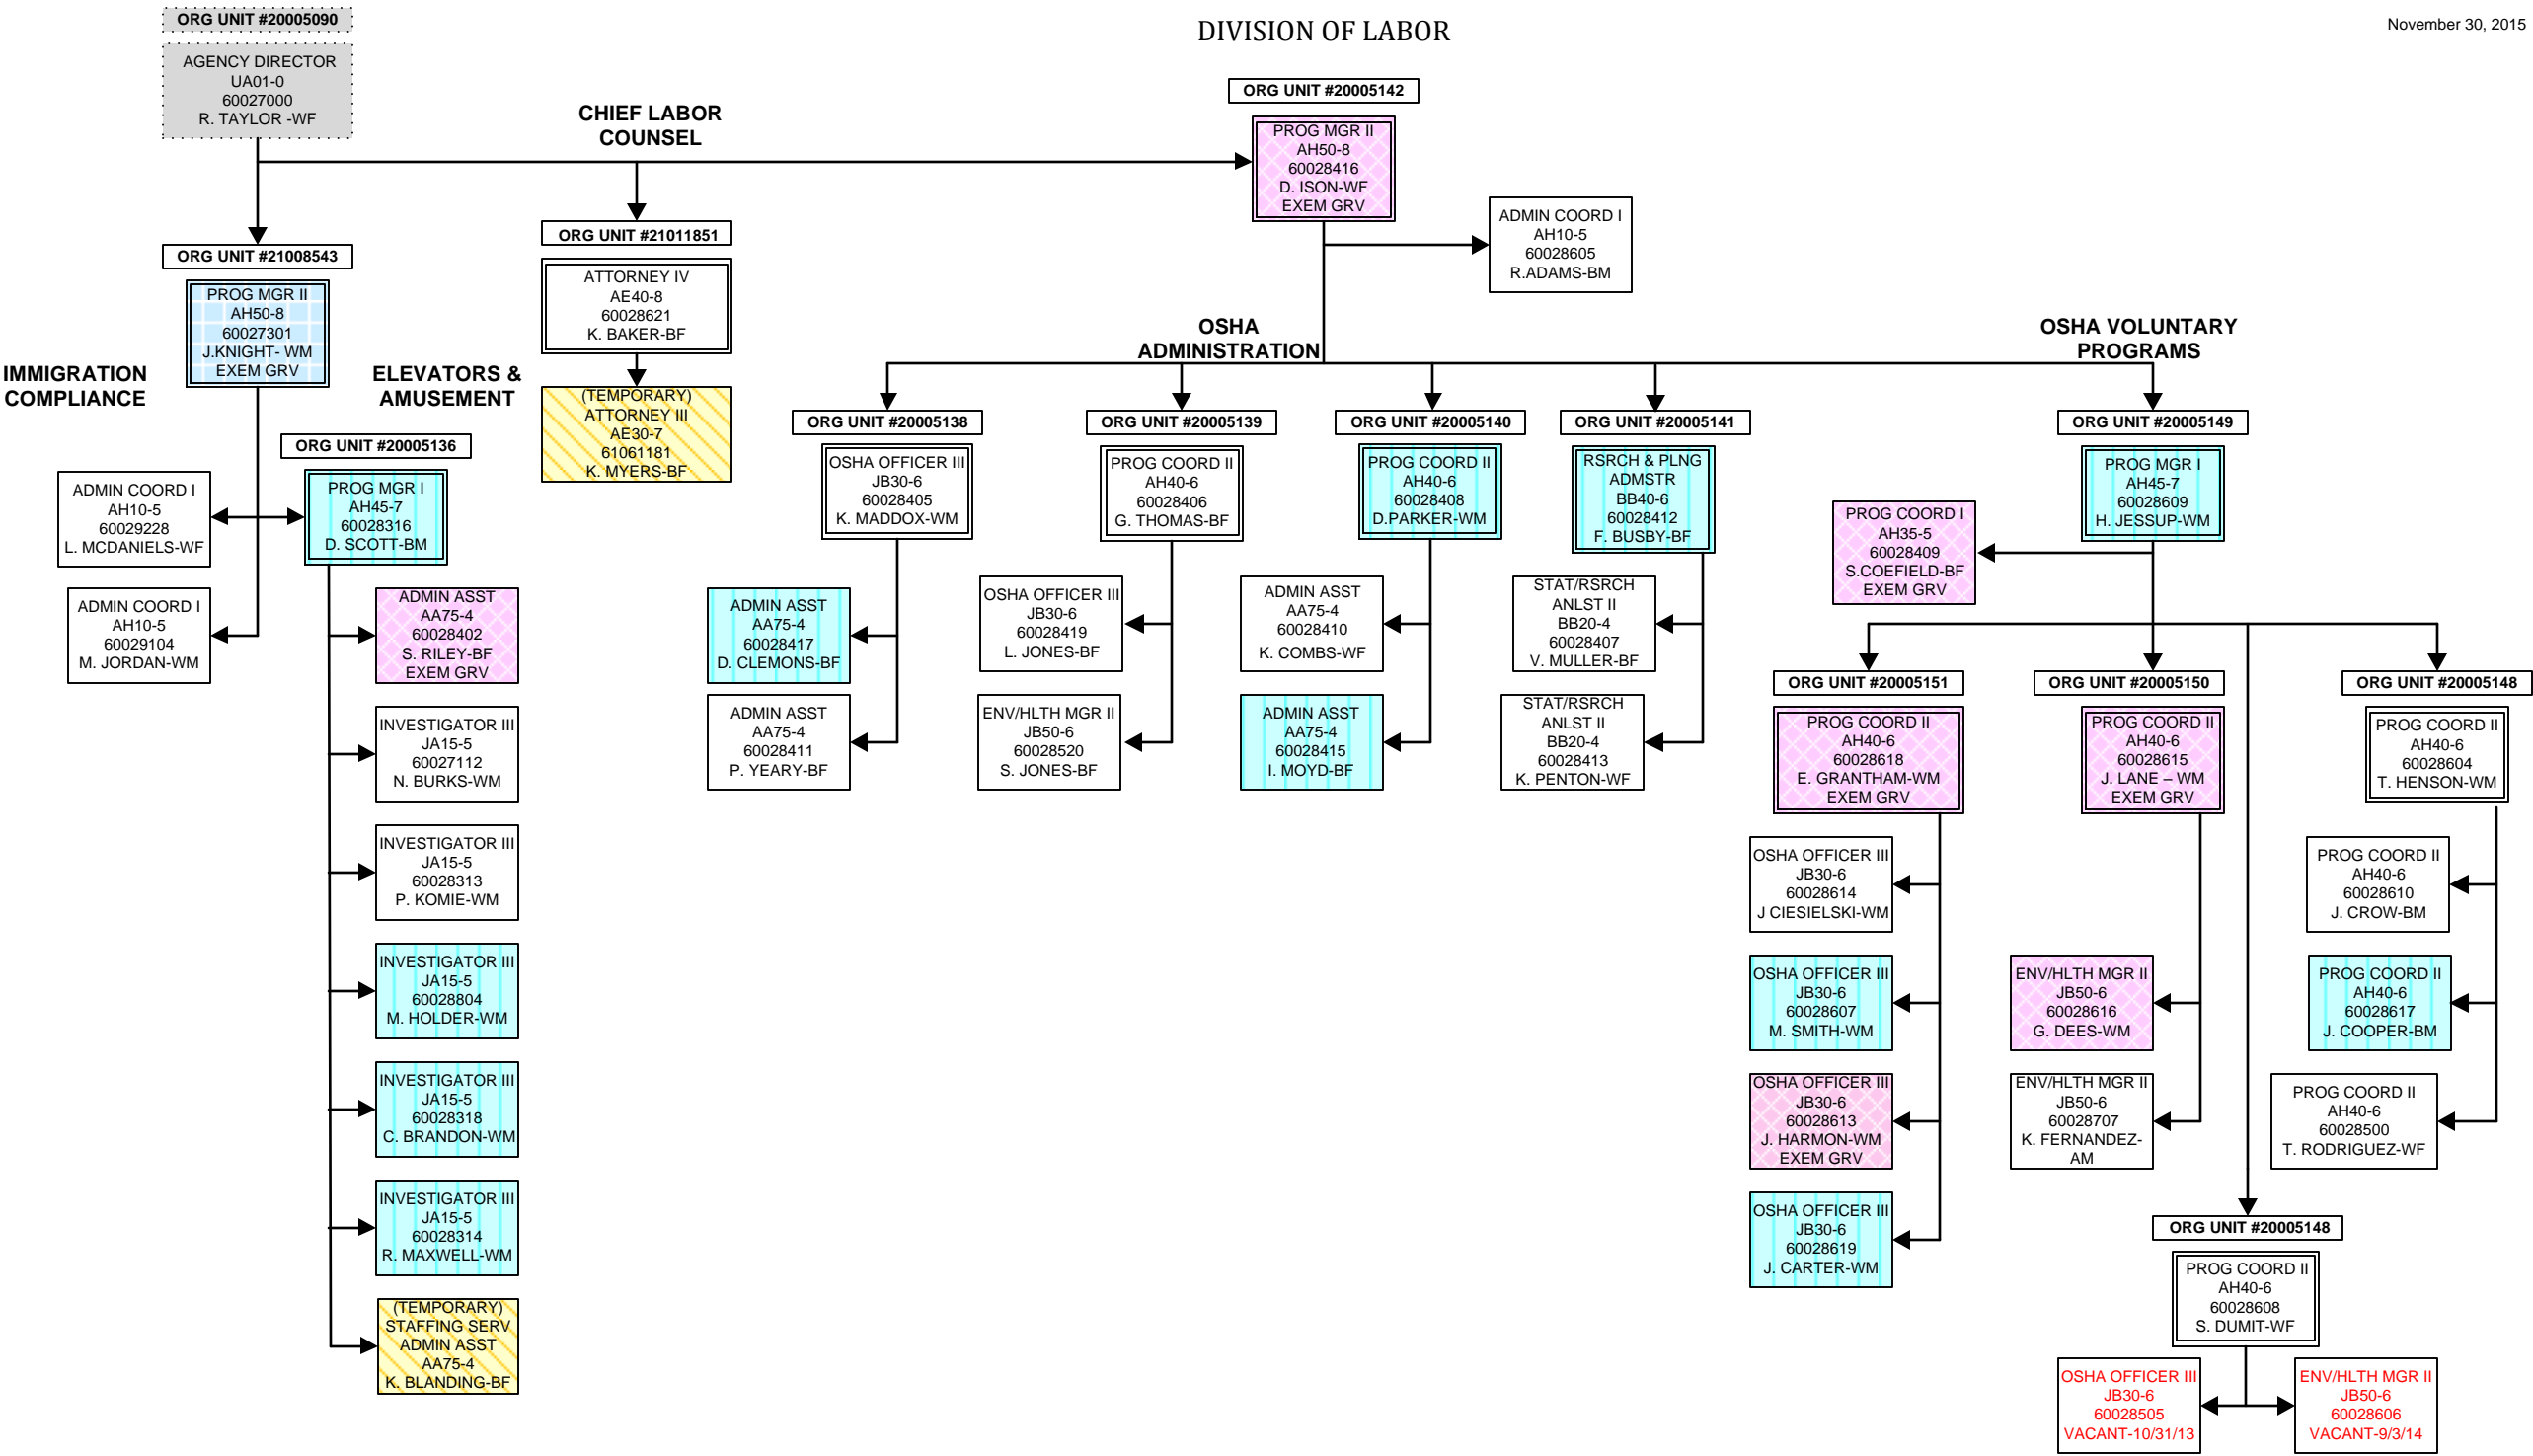 DIVISION OF LABOR
November 30, 2015
ORG UNIT #20005090
AGENCY DIRECTOR
UA01-0
60027000
R. TAYLOR -WF
CHIEF LABOR
COUNSEL
ORG UNIT #20005142
PROG MGR II
AH50-8
60028416
D. ISON-WF
EXEM GRV
ADMIN COORD I
AH10-5
60028605
R.ADAMS-BM
ORG UNIT #21008543
PROG MGR II
AH50-8
60027301
J.KNIGHT- WM
EXEM GRV
ORG UNIT #21011851
ATTORNEY IV
AE40-8
60028621
K. BAKER-BF
(TEMPORARY)
ATTORNEY III
AE30-7
61061181
K. MYERS-BF
IMMIGRATION
COMPLIANCE
ELEVATORS &
AMUSEMENT
OSHA
ADMINISTRATION
OSHA VOLUNTARY
PROGRAMS
ADMIN COORD I
AH10-5
60029228
L. MCDANIELS-WF
ADMIN COORD I
AH10-5
60029104
M. JORDAN-WM
ORG UNIT #20005136
PROG MGR I
AH45-7
60028316
D. SCOTT-BM
ADMIN ASST
AA75-4
60028402
S. RILEY-BF
EXEM GRV
INVESTIGATOR III
JA15-5
60027112
N. BURKS-WM
INVESTIGATOR III
JA15-5
60028313
P. KOMIE-WM
INVESTIGATOR III
JA15-5
60028804
M. HOLDER-WM
INVESTIGATOR III
JA15-5
60028318
C. BRANDON-WM
INVESTIGATOR III
JA15-5
60028314
R. MAXWELL-WM
(TEMPORARY)
STAFFING SERV
ADMIN ASST
AA75-4
K. BLANDING-BF
ORG UNIT #20005138
OSHA OFFICER III
JB30-6
60028405
K. MADDOX-WM
ADMIN ASST
AA75-4
60028417
D. CLEMONS-BF
ADMIN ASST
AA75-4
60028411
P. YEARY-BF
ORG UNIT #20005139
PROG COORD II
AH40-6
60028406
G. THOMAS-BF
OSHA OFFICER III
JB30-6
60028419
L. JONES-BF
ENV/HLTH MGR II
JB50-6
60028520
S. JONES-BF
ORG UNIT #20005140
PROG COORD II
AH40-6
60028408
D.PARKER-WM
ADMIN ASST
AA75-4
60028410
K. COMBS-WF
ADMIN ASST
AA75-4
60028415
I. MOYD-BF
ORG UNIT #20005141
RSRCH & PLNG
ADMSTR
BB40-6
60028412
F. BUSBY-BF
STAT/RSRCH
ANLST II
BB20-4
60028407
V. MULLER-BF
STAT/RSRCH
ANLST II
BB20-4
60028413
K. PENTON-WF
ORG UNIT #20005149
PROG MGR I
AH45-7
60028609
H. JESSUP-WM
PROG COORD I
AH35-5
60028409
S.COEFIELD-BF
EXEM GRV
ORG UNIT #20005151
PROG COORD II
AH40-6
60028618
E. GRANTHAM-WM
EXEM GRV
OSHA OFFICER III
JB30-6
60028614
J CIESIELSKI-WM
OSHA OFFICER III
JB30-6
60028607
M. SMITH-WM
OSHA OFFICER III
JB30-6
60028613
J. HARMON-WM
EXEM GRV
OSHA OFFICER III
JB30-6
60028619
J. CARTER-WM
ORG UNIT #20005150
PROG COORD II
AH40-6
60028615
J. LANE – WM
EXEM GRV
ENV/HLTH MGR II
JB50-6
60028616
G. DEES-WM
ENV/HLTH MGR II
JB50-6
60028707
K. FERNANDEZ-
AM
ORG UNIT #20005148
PROG COORD II
AH40-6
60028604
T. HENSON-WM
PROG COORD II
AH40-6
60028610
J. CROW-BM
PROG COORD II
AH40-6
60028617
J. COOPER-BM
PROG COORD II
AH40-6
60028500
T. RODRIGUEZ-WF
ORG UNIT #20005148
PROG COORD II
AH40-6
60028608
S. DUMIT-WF
OSHA OFFICER III
JB30-6
60028505
VACANT-10/31/13
ENV/HLTH MGR II
JB50-6
60028606
VACANT-9/3/14